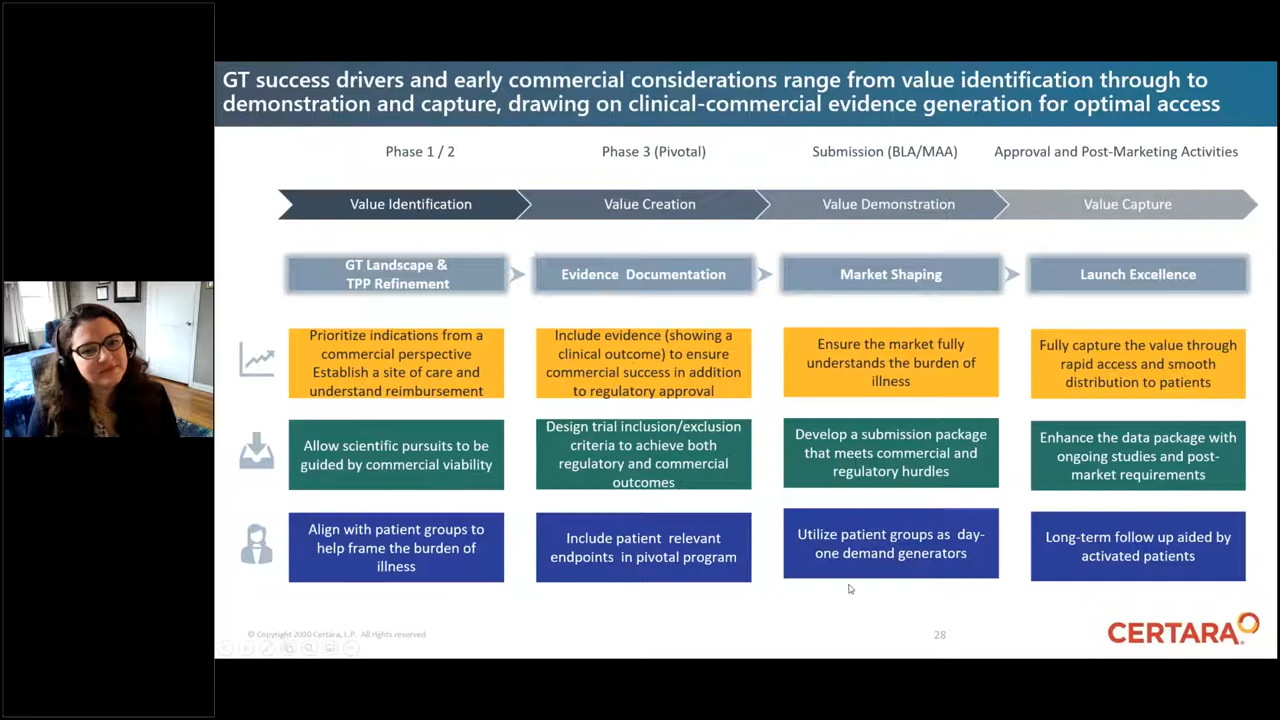 GT success drivers and early commercial considerations range from value identification through to
demonstration and capture, drawing on clinical-commercial evidence generation for optimal access
Phase 1 / 2
Phase 3 (Pivotal)
Submission (BLA/MAA)
Approval and Post-Marketing Activities
Value Identification
Value Creation
Value Demonstration
Value Capture
GT Landscape &
TPP Refinement
Evidence Documentation
Market Shaping
Launch Excellence
Prioritize indications from a
commercial perspective
Establish a site of care and
understand reimbursement
Include evidence (showing a
clinical outcome) to ensure
commercial success in addition
to regulatory approval
Ensure the market fully
understands the burden of
illness
Fully capture the value through
rapid access and smooth
distribution to patients
Allow scientific pursuits to be
guided by commercial viability
Design trial inclusion/exclusion
criteria to achieve both
regulatory and commercial
outcomes
Develop a submission package
that meets commercial and
regulatory hurdles
Enhance the data package with
ongoing studies and post-
market requirements
Align with patient groups to
help frame the burden of
illness
Include patient relevant
endpoints in pivotal program
Utilize patient groups as day-
one demand generators
Long-term follow up aided by
activated patients
© Copyright 2020 Certara, L.P. All rights reserved
28
CERTARA